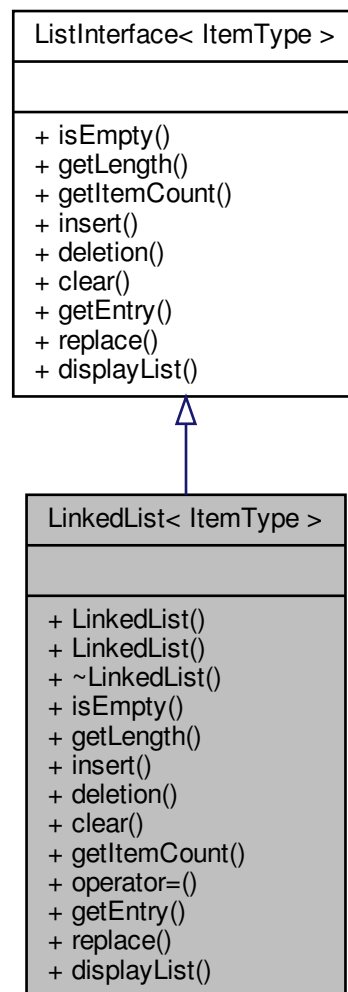 ListInterface< ItemType >
+ isEmpty()
+ getLength()
+ getItemCount()
+ insert()
+ deletion()
+ clear()
+ getEntry()
+ replace()
+ displayList()
LinkedList< ItemType >
+ LinkedList()
+ LinkedList()
+ ~LinkedList()
+ isEmpty()
+ getLength()
+ insert()
+ deletion()
+ clear()
+ getItemCount()
+ operator=()
+ getEntry()
+ replace()
+ displayList()